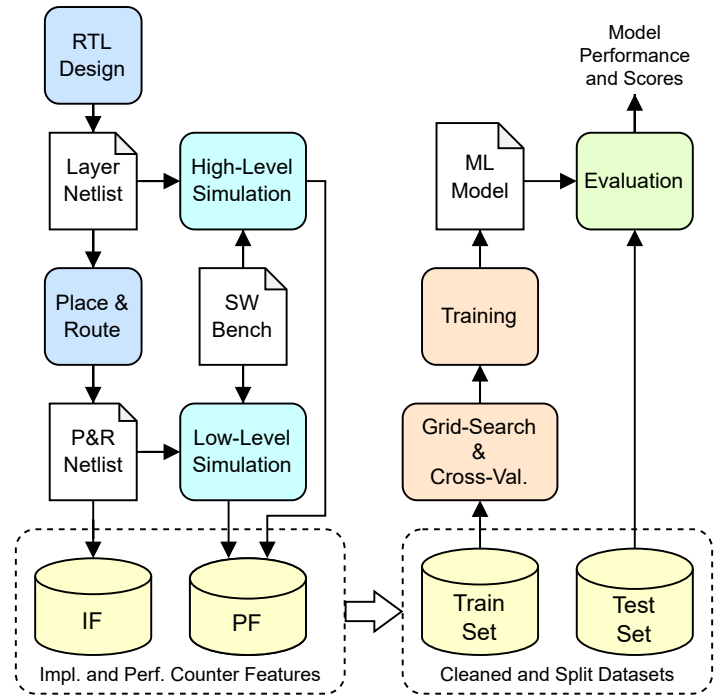 RTL
Design
Layer
Netlist
High-Level
Simulation
Place &
Route
SW
Bench
P&R
Netlist
Low-Level
Simulation
IF
PF
Impl. and Perf. Counter Features
Model
Performance
and Scores
ML
Model
Evaluation
Training
Grid-Search
&
Cross-Val.
Train
Set
Test
Set
Cleaned and Split Datasets